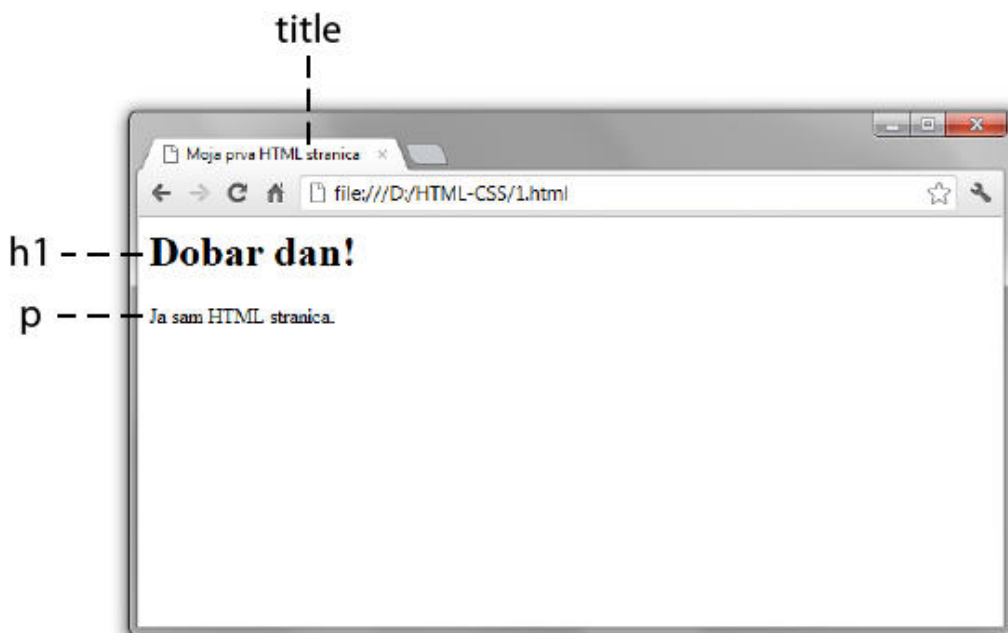 title
Moja prva HTML stranica
file:///D:/HTML-CSS/1.html
h1
Dobar dan!
p
Ja sam HTML stranica.